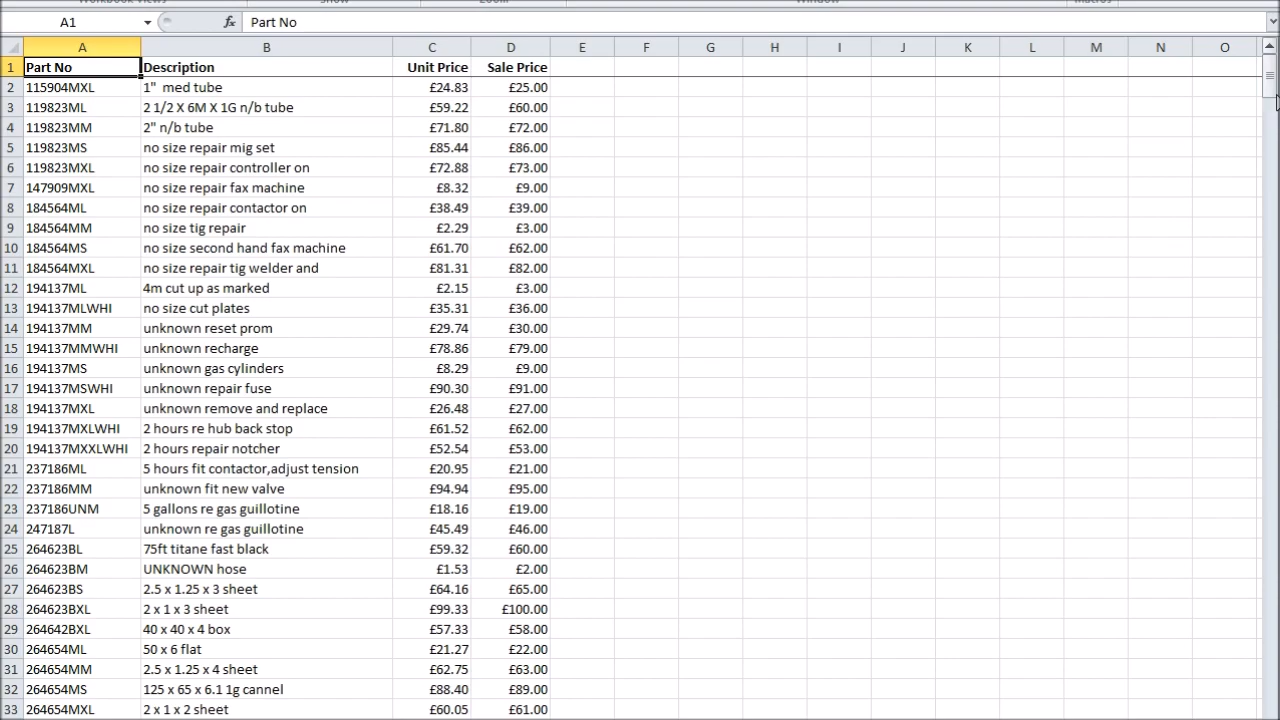 Workbook Views Show Zoom Window Macros
A1 fx Part No
A B C D E F G H I J K L M N O
1 Part No Description Unit Price Sale Price
2 115904MXL 1" med tube £24.83 £25.00
3 119823ML 2 1/2 X 6M X 1G n/b tube £59.22 £60.00
4 119823MM 2" n/b tube £71.80 £72.00
5 119823MS no size repair mig set £85.44 £86.00
6 119823MXL no size repair controller on £72.88 £73.00
7 147909MXL no size repair fax machine £8.32 £9.00
8 184564ML no size repair contactor on £38.49 £39.00
9 184564MM no size tig repair £2.29 £3.00
10 184564MS no size second hand fax machine £61.70 £62.00
11 184564MXL no size repair tig welder and £81.31 £82.00
12 194137ML 4m cut up as marked £2.15 £3.00
13 194137MLWHI no size cut plates £35.31 £36.00
14 194137MM unknown reset prom £29.74 £30.00
15 194137MMWHI unknown recharge £78.86 £79.00
16 194137MS unknown gas cylinders £8.29 £9.00
17 194137MSWHI unknown repair fuse £90.30 £91.00
18 194137MXL unknown remove and replace £26.48 £27.00
19 194137MXLWHI 2 hours re hub back stop £61.52 £62.00
20 194137MXXLWHI 2 hours repair notcher £52.54 £53.00
21 237186ML 5 hours fit contactor,adjust tension £20.95 £21.00
22 237186MM unknown fit new valve £94.94 £95.00
23 237186UNM 5 gallons re gas guillotine £18.16 £19.00
24 247187L unknown re gas guillotine £45.49 £46.00
25 264623BL 75ft titane fast black £59.32 £60.00
26 264623BM UNKNOWN hose £1.53 £2.00
27 264623BS 2.5 x 1.25 x 3 sheet £64.16 £65.00
28 264623BXL 2 x 1 x 3 sheet £99.33 £100.00
29 264642BXL 40 x 40 x 4 box £57.33 £58.00
30 264654ML 50 x 6 flat £21.27 £22.00
31 264654MM 2.5 x 1.25 x 4 sheet £62.75 £63.00
32 264654MS 125 x 65 x 6.1 1g cannel £88.40 £89.00
33 264654MXL 2 x 1 x 2 sheet £60.05 £61.00